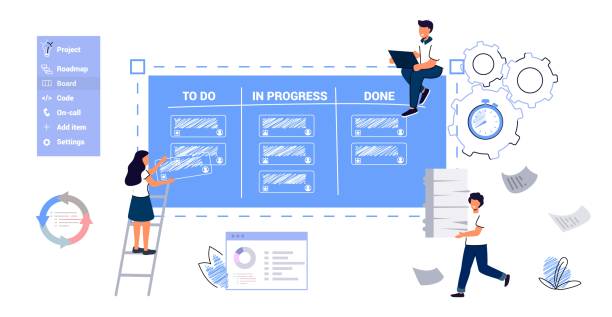 Project
Roadmap
Board
</> Code
On-call
+ Add item
Settings
TO DO
IN PROGRESS
DONE